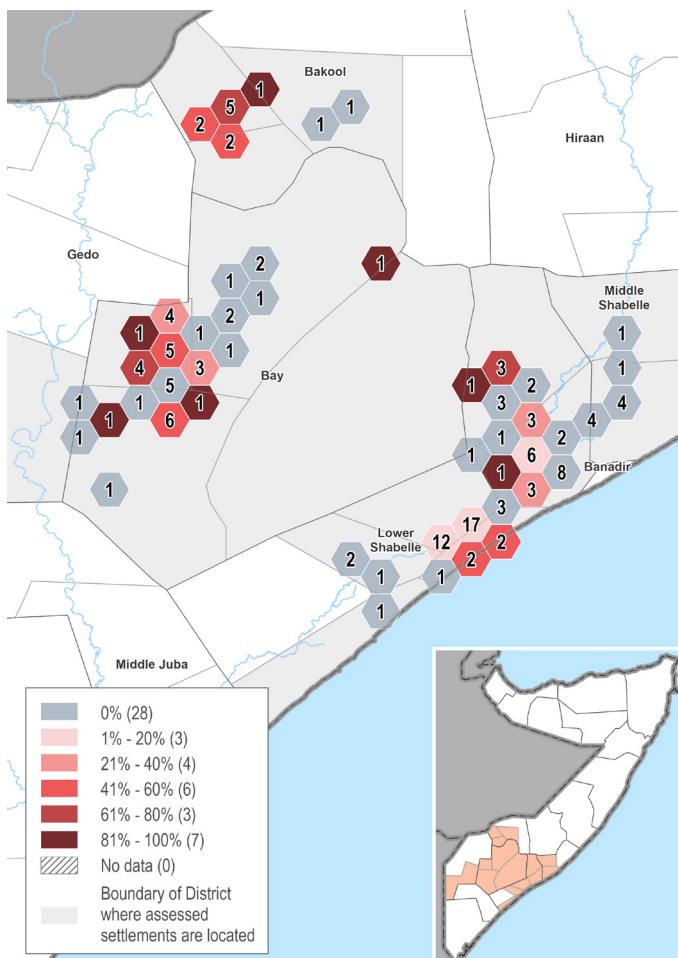 Bakool
1
5
1
2
1
2
Hiraan
Gedo
2
1
1
1
Middle
Shabelle
2
4
1
1
1
5
1
4
3
3
1
Bay
5
1
2
1
1
1
3
4
1
6
3
4
1
1
2
1
6
1
8
Banadir
1
3
1
3
17
Lower
Shabelle
12
2
2
2
1
1
1
Middle Juba
0% (28)
1% - 20% (3)
21% - 40% (4)
41% - 60% (6)
61% - 80% (3)
81% - 100% (7)
No data (0)
Boundary of District
where assessed
settlements are located